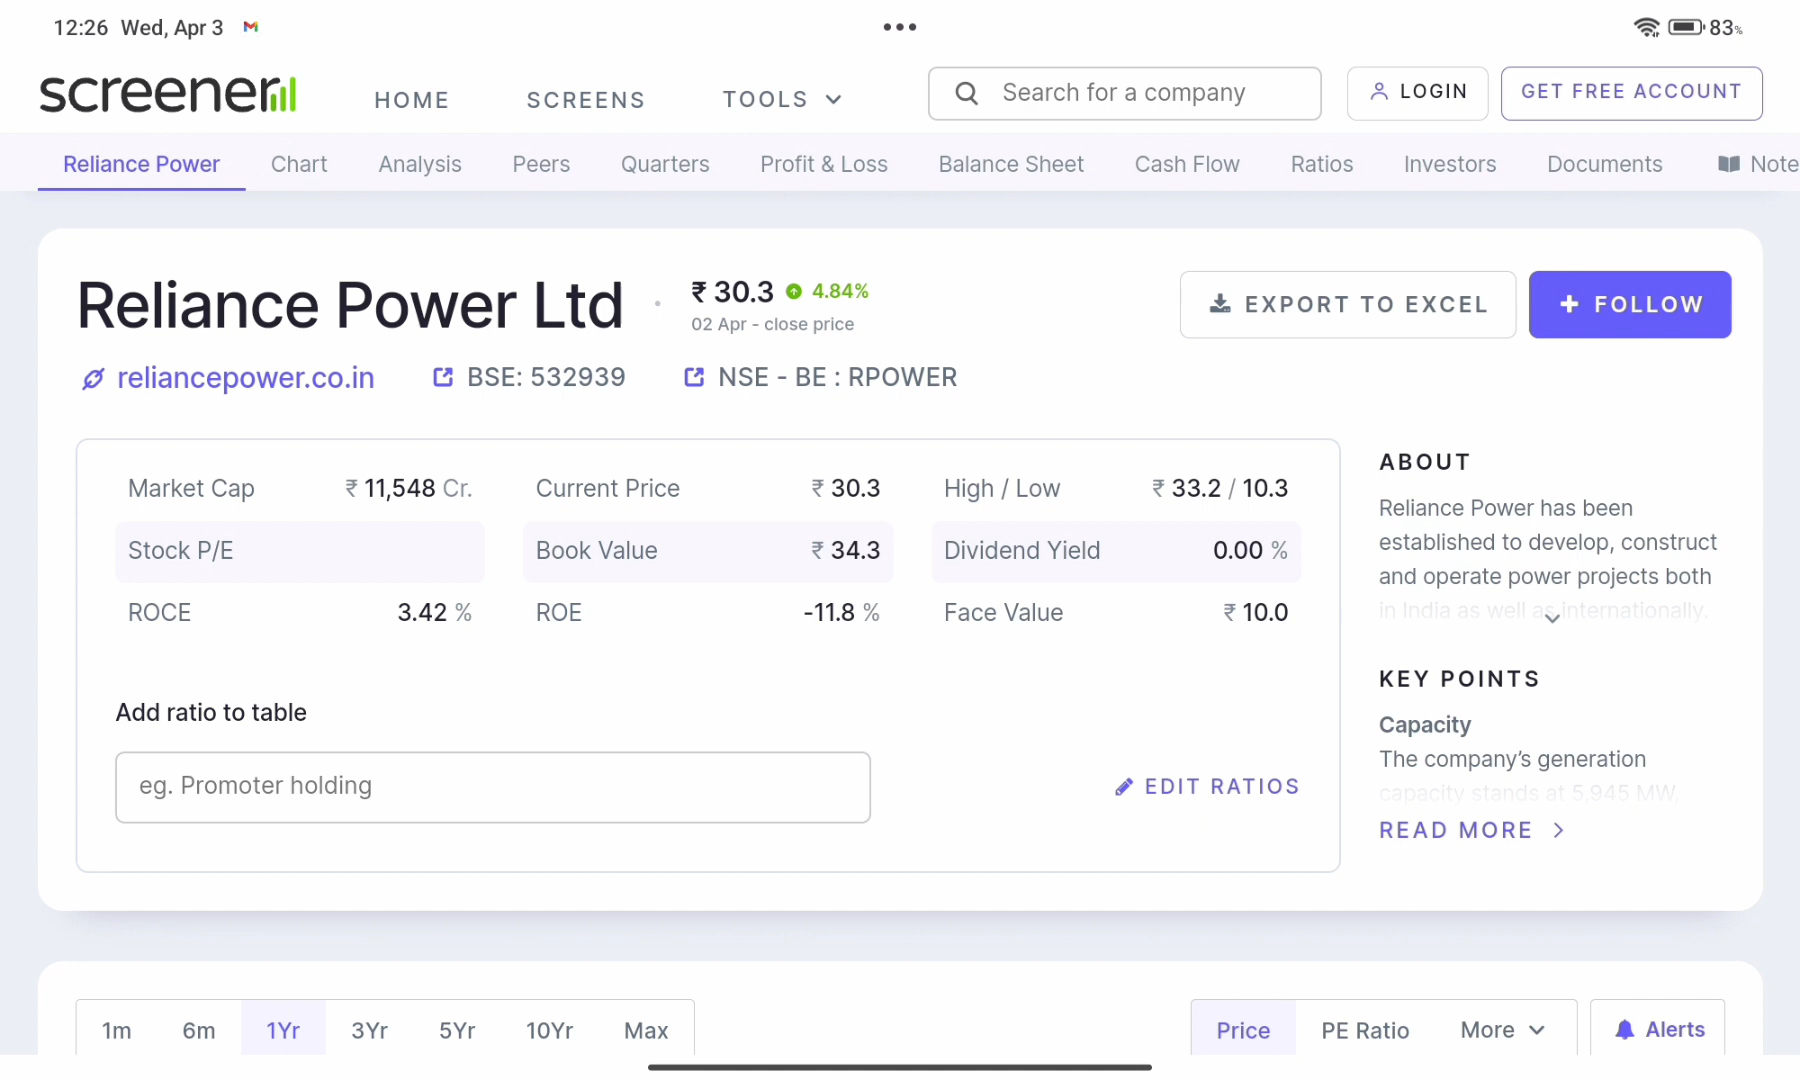 12:26 Wed, Apr 3
83%
screener
HOME SCREENS TOOLS
Search for a company
LOGIN
GET FREE ACCOUNT
Reliance Power Chart Analysis Peers Quarters Profit & Loss Balance Sheet Cash Flow Ratios Investors Documents Note
Reliance Power Ltd
₹ 30.3 4.84%
02 Apr - close price
EXPORT TO EXCEL
FOLLOW
reliancepower.co.in BSE: 532939 NSE - BE : RPOWER
Market Cap ₹ 11,548 Cr.
Current Price ₹ 30.3
High / Low ₹ 33.2 / 10.3
Stock P/E
Book Value ₹ 34.3
Dividend Yield 0.00 %
ROCE 3.42 %
ROE -11.8 %
Face Value ₹ 10.0
Add ratio to table
eg. Promoter holding
EDIT RATIOS
ABOUT
Reliance Power has been
established to develop, construct
and operate power projects both
in India as well as internationally.
KEY POINTS
Capacity
The company’s generation
capacity stands at 5,945 MW,
READ MORE
1m 6m 1Yr 3Yr 5Yr 10Yr Max
Price PE Ratio More
Alerts